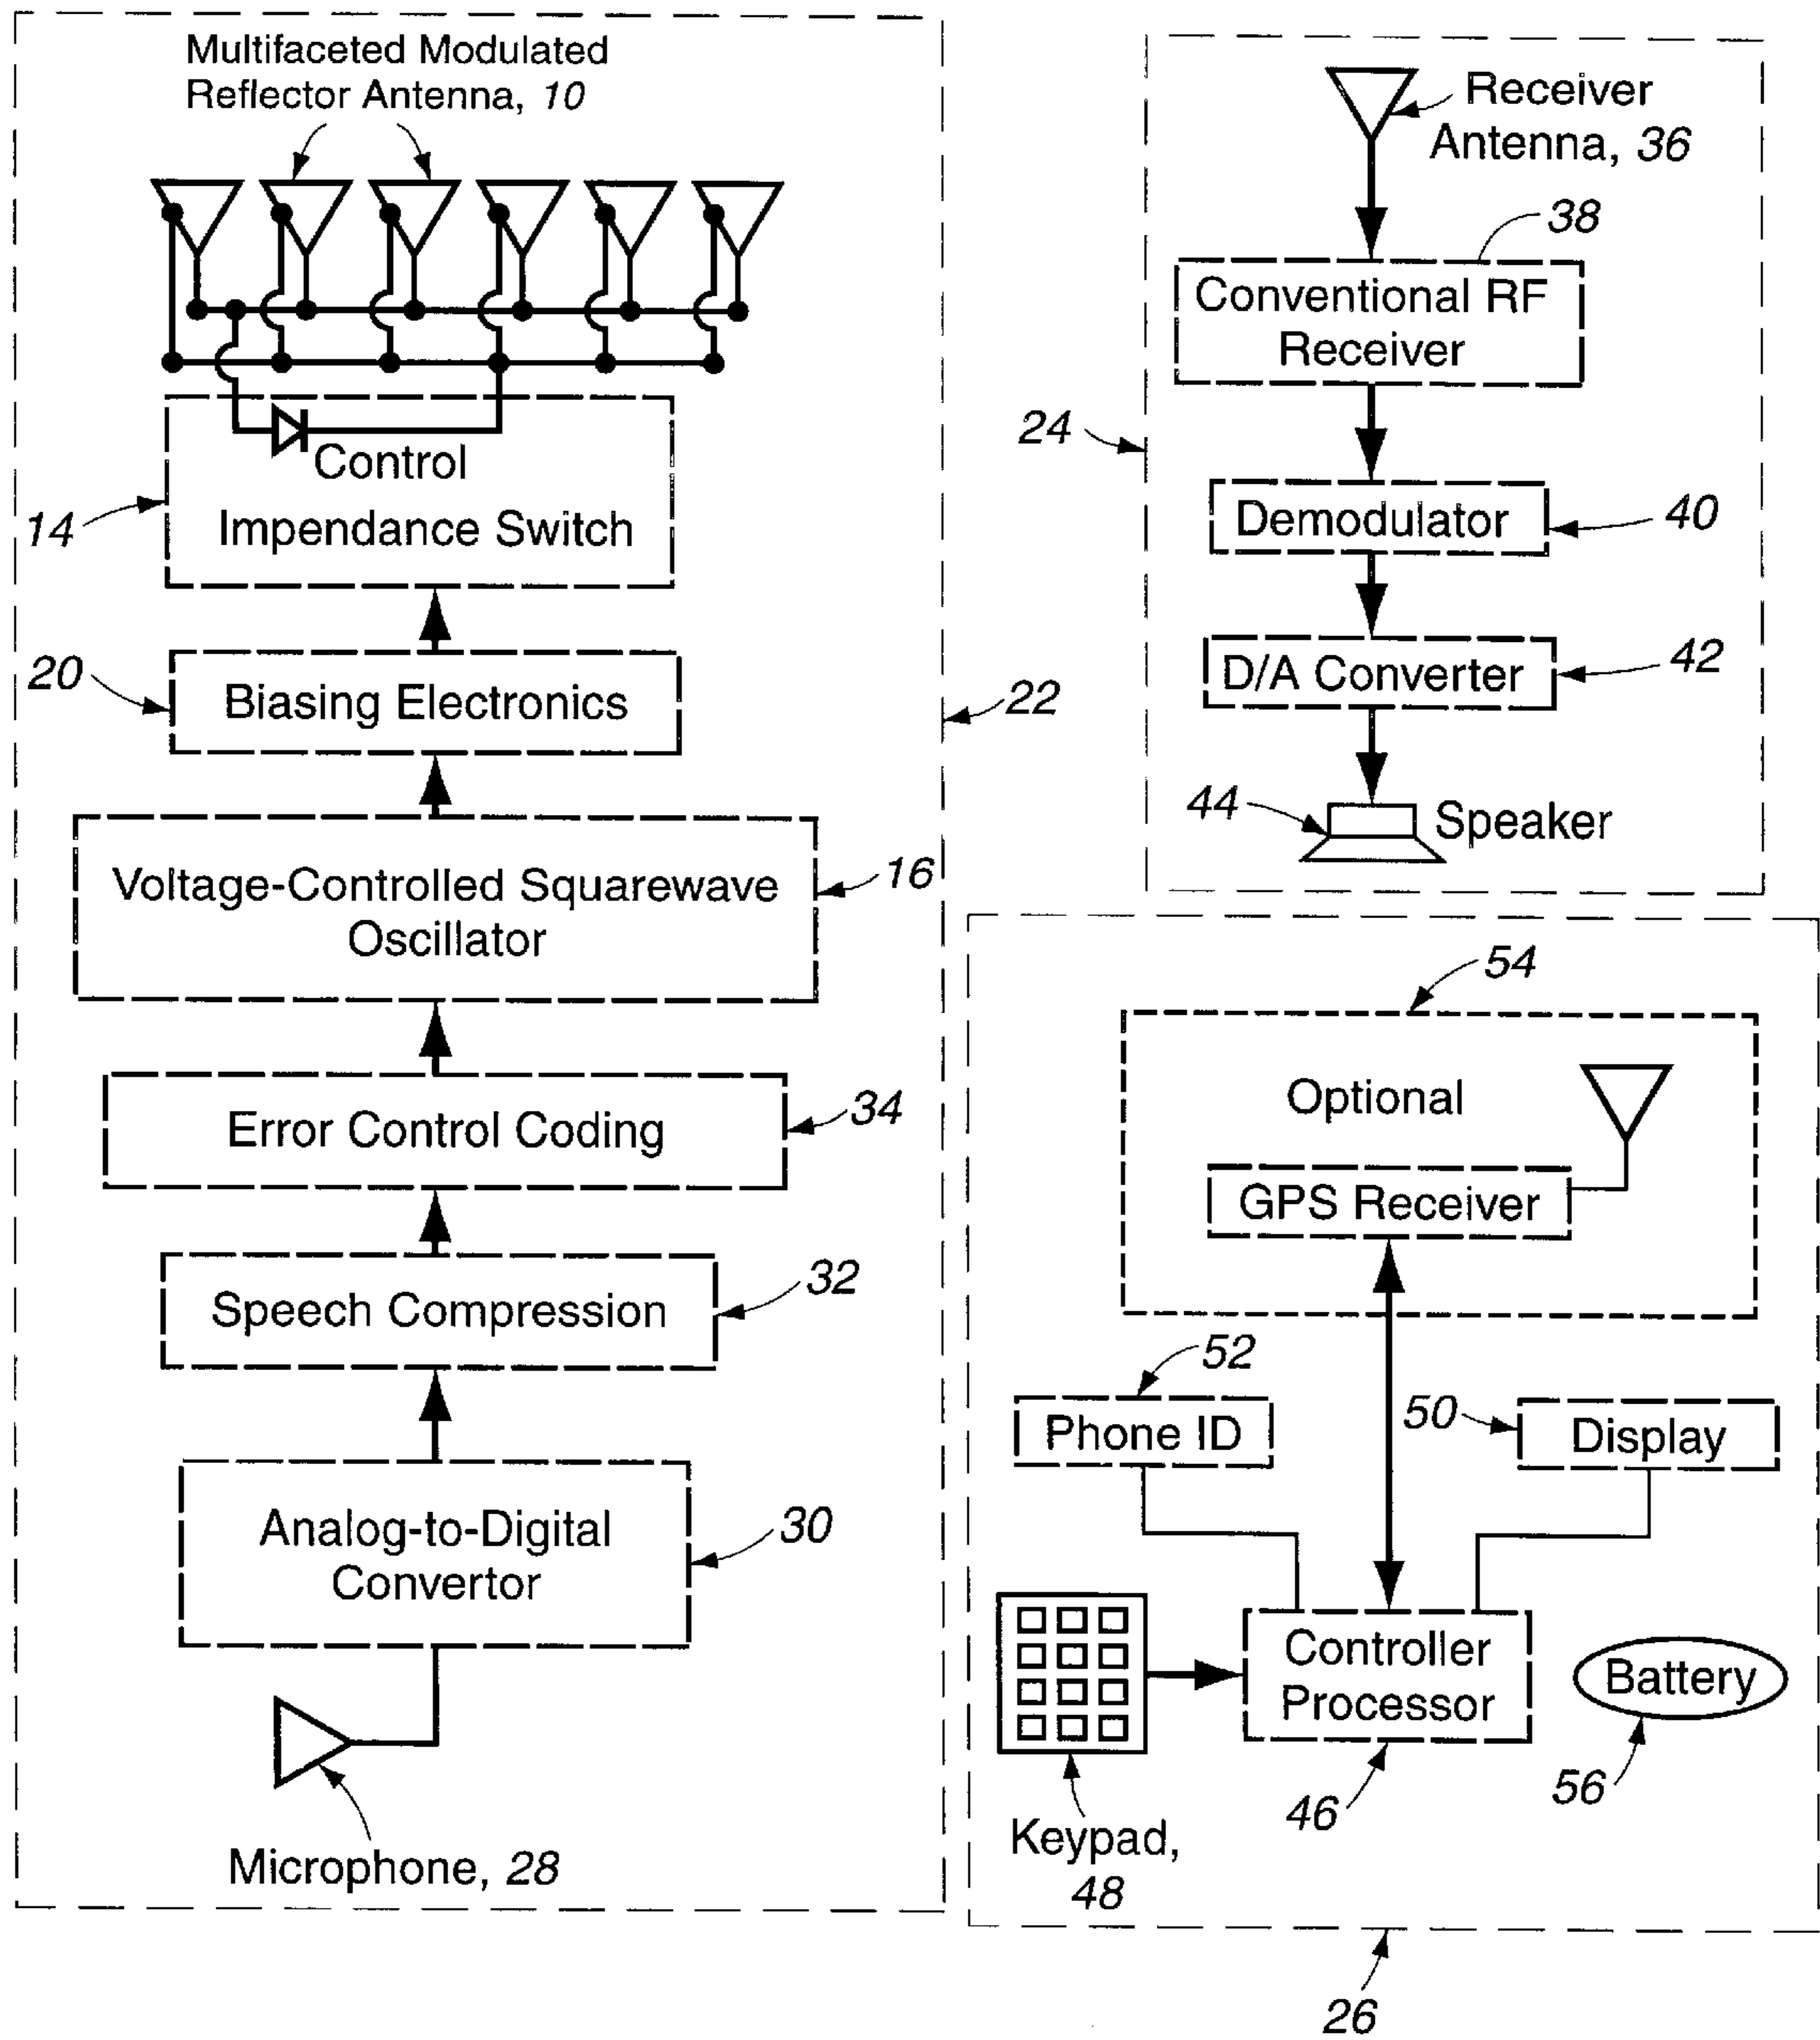 Multifaceted Modulated
Reflector Antenna, 10
Control
Impendance Switch
14
20
Biasing Electronics
22
Voltage-Controlled Squarewave
Oscillator
16
Error Control Coding
34
Speech Compression
32
Analog-to-Digital
Convertor
30
Microphone, 28
Receiver
Antenna, 36
38
Conventional RF
Receiver
24
Demodulator
40
D/A Converter
42
44
Speaker
54
Optional
GPS Receiver
52
Phone ID
50
Display
Controller
Processor
46
Battery
56
Keypad,
48
26